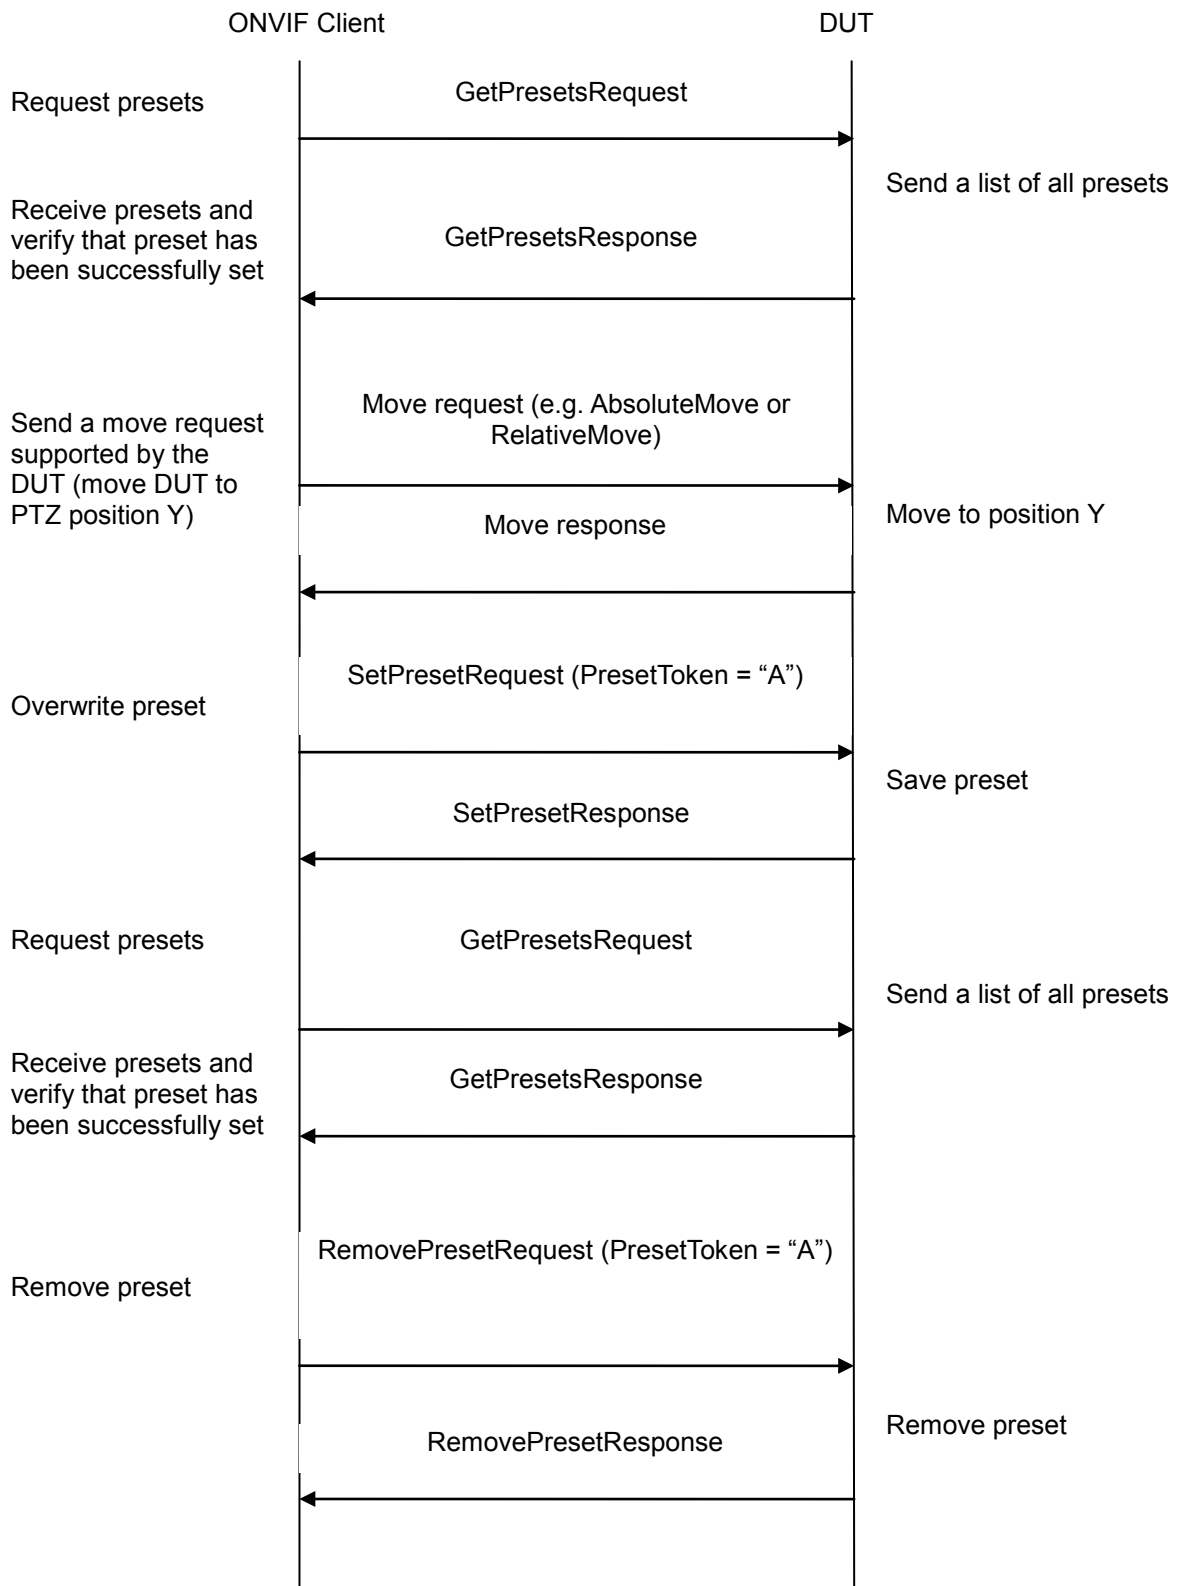 ONVIF Client
DUT
GetPresetsRequest
Request presets
Send a list of all presets
Receive presets and
verify that preset has
been successfully set
GetPresetsResponse
Move request (e.g. AbsoluteMove or
RelativeMove)
Send a move request
supported by the
DUT (move DUT to
PTZ position Y)
Move response
Move to position Y
SetPresetRequest (PresetToken = “A”)
Overwrite preset
Save preset
SetPresetResponse
Request presets
GetPresetsRequest
Send a list of all presets
Receive presets and
verify that preset has
been successfully set
GetPresetsResponse
RemovePresetRequest (PresetToken = “A”)
Remove preset
Remove preset
RemovePresetResponse